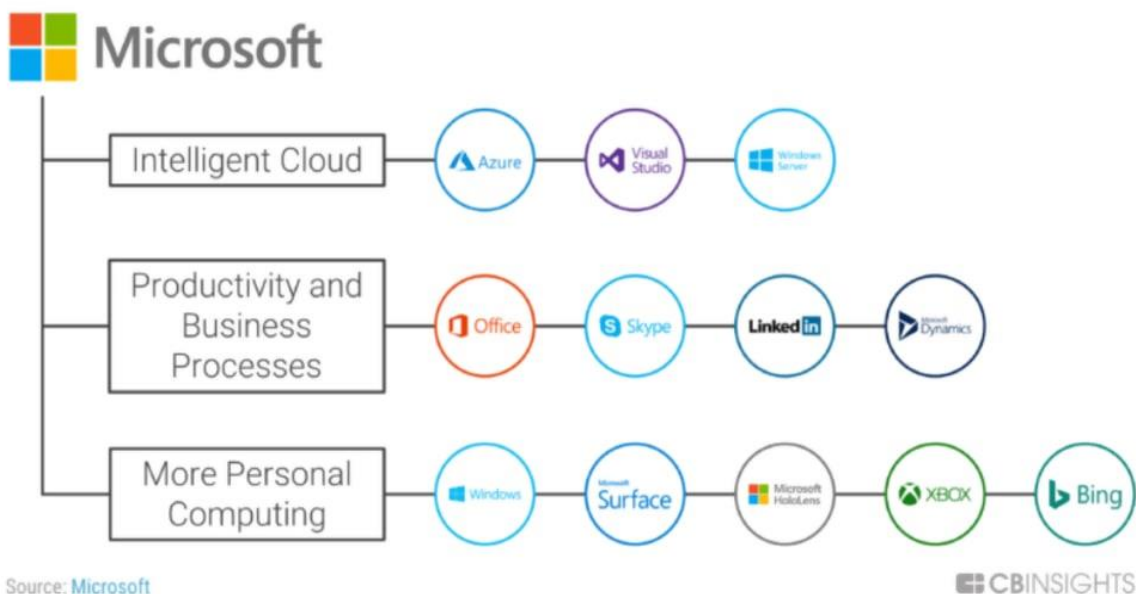 Microsoft
Intelligent Cloud
Azure
Visual
Studio
Windows
Server
Productivity and
Business
Processes
Office
Skype
Linked in
Microsoft
Dynamics
More Personal
Computing
Windows
Microsoft
Surface
Microsoft
HoloLens
XBOX
Bing
Source: Microsoft
CBINSIGHTS